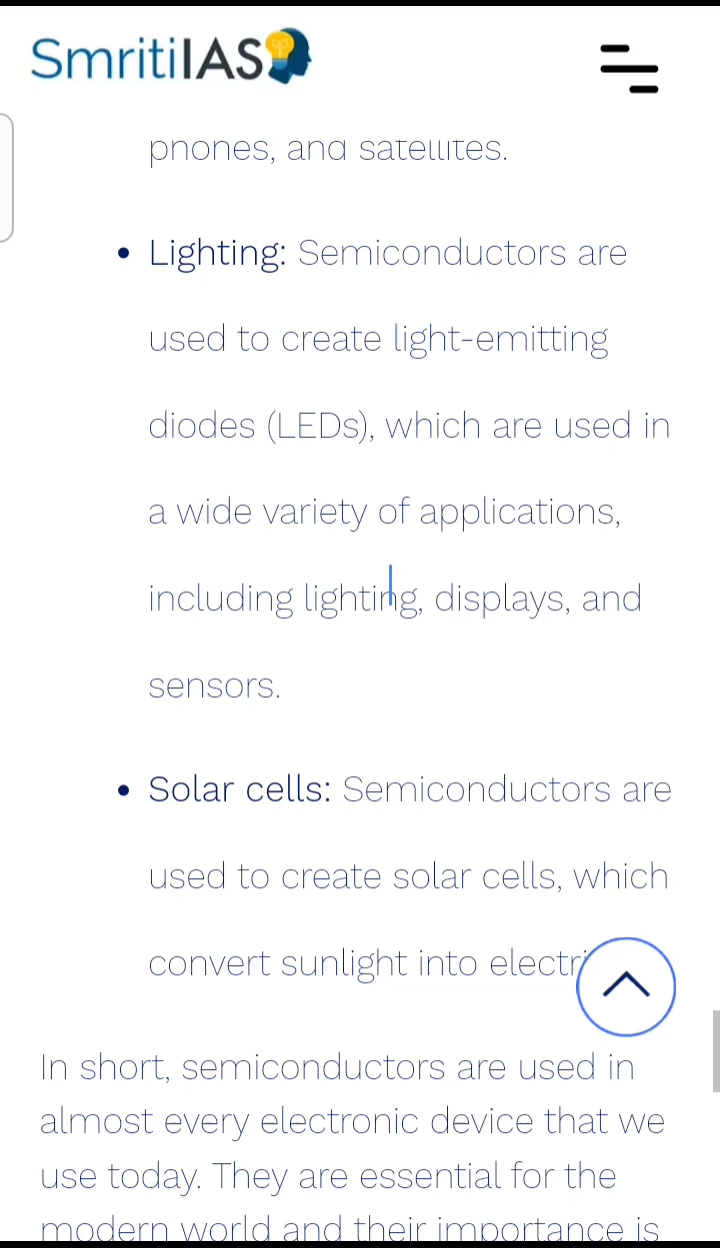 SmritiIAS
phones, and satellites.
• Lighting: Semiconductors are
used to create light-emitting
diodes (LEDs), which are used in
a wide variety of applications,
including lighting, displays, and
sensors.
• Solar cells: Semiconductors are
used to create solar cells, which
convert sunlight into electri
In short, semiconductors are used in
almost every electronic device that we
use today. They are essential for the
modern world and their importance is